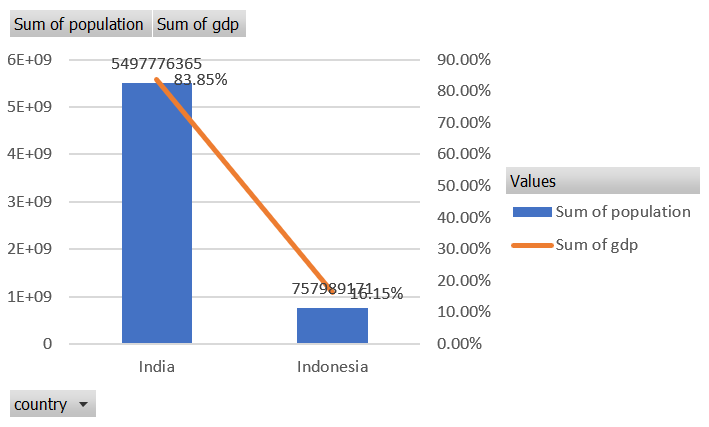 Sum of population Sum of gdp
6E+09
5E+09
4E+09
3E+09
2E+09
1E+09
0
5497776365
83.85%
757989171
16.15%
India Indonesia
90.00%
80.00%
70.00%
60.00%
50.00%
40.00%
30.00%
20.00%
10.00%
0.00%
Values
Sum of population
Sum of gdp
country